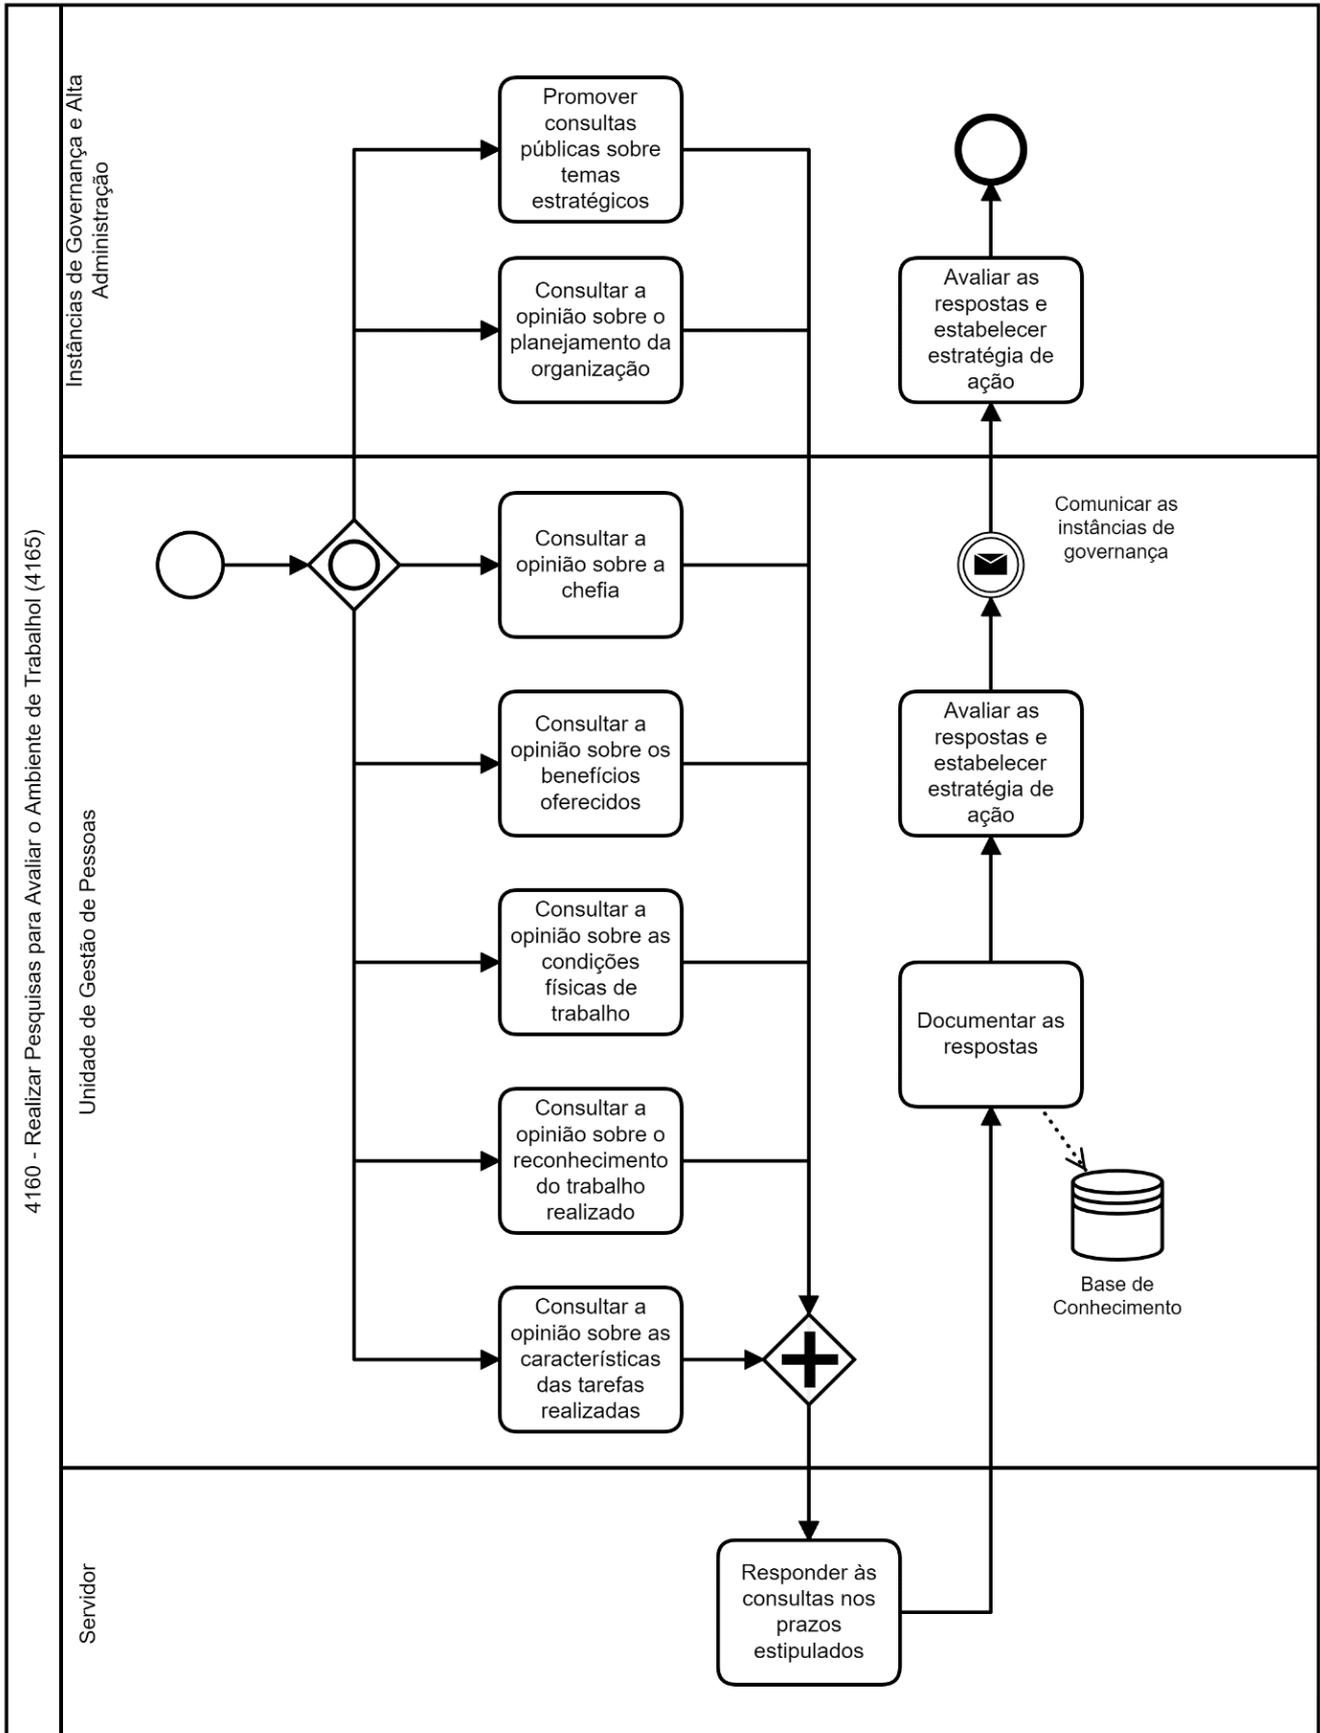 4160 - Realizar Pesquisas para Avaliar o Ambiente de Trabalhol (4165)
Instâncias de Governança e Alta
Administração
Promover
consultas
públicas sobre
temas
estratégicos
Consultar a
opinião sobre o
planejamento da
organização
Avaliar as
respostas e
estabelecer
estratégia de
ação
Unidade de Gestão de Pessoas
Consultar a
opinião sobre a
chefia
Comunicar as
instâncias de
governança
Consultar a
opinião sobre os
benefícios
oferecidos
Avaliar as
respostas e
estabelecer
estratégia de
ação
Consultar a
opinião sobre as
condições
físicas de
trabalho
Documentar as
respostas
Consultar a
opinião sobre o
reconhecimento
do trabalho
realizado
Base de
Conhecimento
Consultar a
opinião sobre as
características
das tarefas
realizadas
Servidor
Responder às
consultas nos
prazos
estipulados